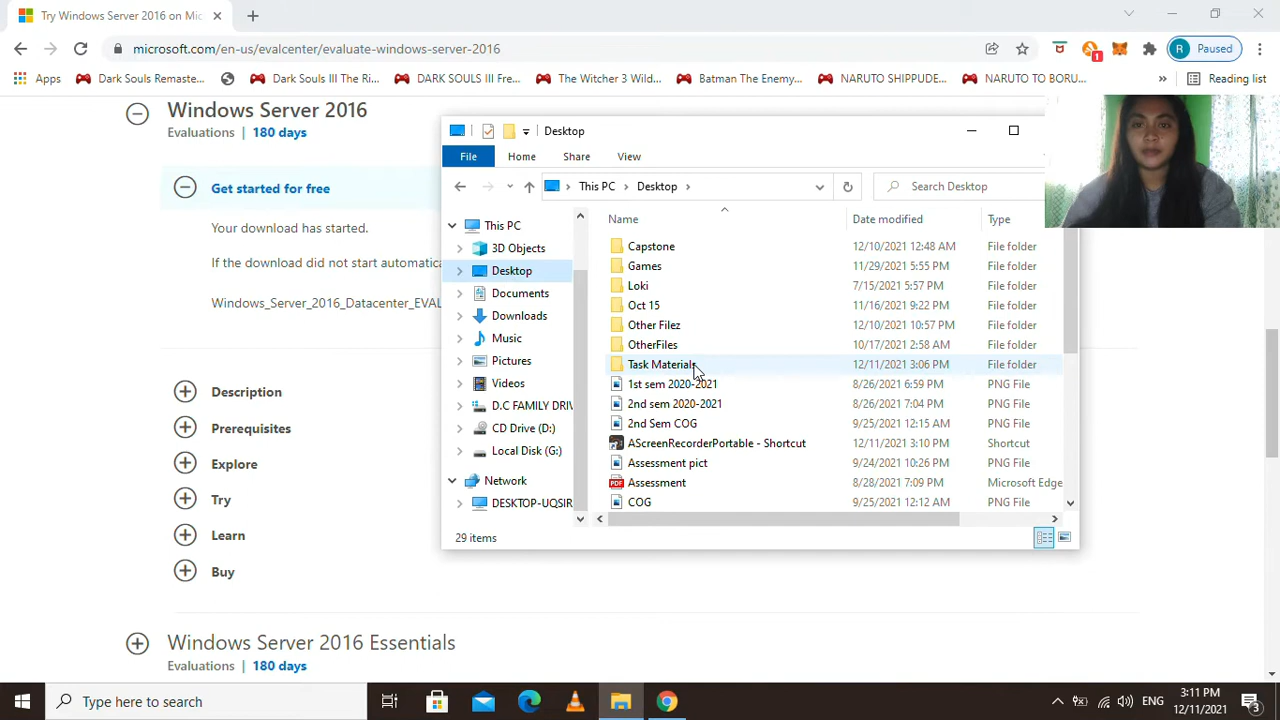 Try Windows Server 2016 on Mic
microsoft.com/en-us/evalcenter/evaluate-windows-server-2016
R Paused
1
Apps
Dark Souls Remaste...
Dark Souls III The Ri...
DARK SOULS III Fre...
The Witcher 3 Wild...
Batman The Enemy...
NARUTO SHIPPUDE...
NARUTO TO BORU...
»
Reading list
Windows Server 2016
Evaluations | 180 days
Get started for free
Your download has started.
If the download did not start automatica
Windows_Server_2016_Datacenter_EVAL
Description
Prerequisites
Explore
Try
Learn
Buy
Windows Server 2016 Essentials
Evaluations | 180 days
Desktop
File Home Share View
This PC > Desktop >
Search Desktop
This PC
3D Objects
Desktop
Documents
Downloads
Music
Pictures
Videos
D.C FAMILY DRIV
CD Drive (D:)
Local Disk (G:)
Network
DESKTOP-UQSIR
Name Date modified Type
Capstone 12/10/2021 12:48 AM File folder
Games 11/29/2021 5:55 PM File folder
Loki 7/15/2021 5:57 PM File folder
Oct 15 11/16/2021 9:22 PM File folder
Other Filez 12/10/2021 10:57 PM File folder
OtherFiles 10/17/2021 2:58 AM File folder
Task Materials 12/11/2021 3:06 PM File folder
1st sem 2020-2021 8/26/2021 6:59 PM PNG File
2nd sem 2020-2021 8/26/2021 7:04 PM PNG File
2nd Sem COG 9/25/2021 12:15 AM PNG File
AScreenRecorderPortable - Shortcut 12/11/2021 3:10 PM Shortcut
Assessment pict 9/24/2021 10:26 PM PNG File
PDF Assessment 8/28/2021 7:09 PM Microsoft Edge
COG 9/25/2021 12:12 AM PNG File
29 items
Type here to search
ENG
3:11 PM
12/11/2021
3